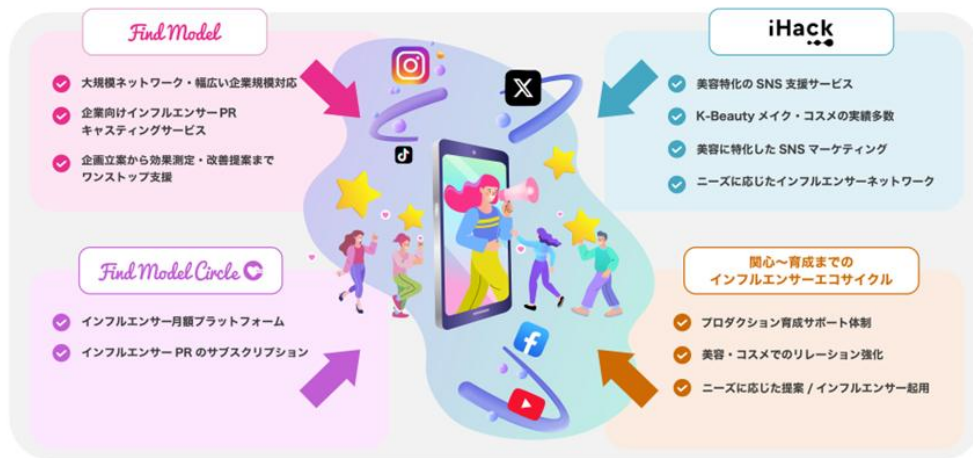 Find Model
大規模ネットワーク・幅広い企業規模対応
企業向けインフルエンサーPR
キャスティングサービス
企画立案から効果測定・改善提案まで
ワンストップ支援
iHack
美容特化の SNS 支援サービス
K-Beauty メイク・コスメの実績多数
美容に特化した SNS マーケティング
ニーズに応じたインフルエンサーネットワーク
Find Model Circle
インフルエンサー月額プラットフォーム
インフルエンサー PR のサブスクリプション
関心〜育成までの
インフルエンサーエコサイクル
プロダクション育成サポート体制
美容・コスメでのリレーション強化
ニーズに応じた提案 / インフルエンサー起用